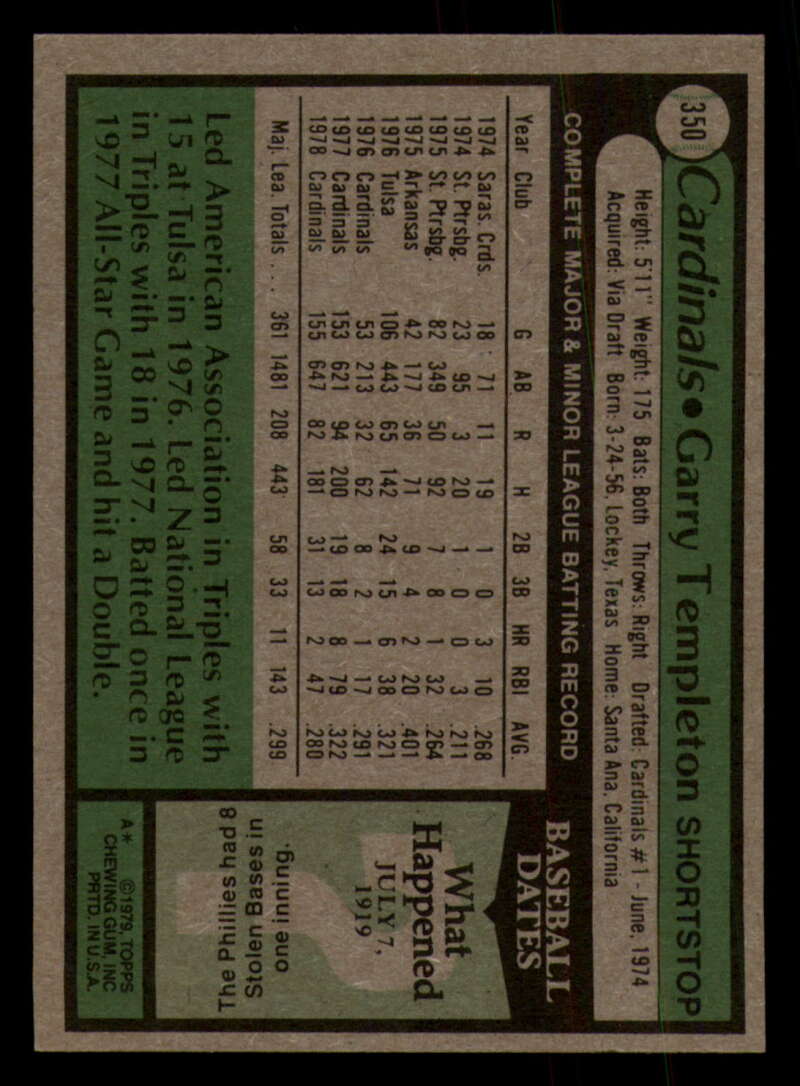 350
Cardinals • Garry Templeton SHORTSTOP
Height: 5'11" Weight: 175 Bats: Both Throws: Right Drafted: Cardinals #1 - June, 1974
Acquired: Via Draft Born: 3-24-56, Lockey, Texas Home: Santa Ana, California
COMPLETE MAJOR & MINOR LEAGUE BATTING RECORD
Year Club G AB R H 2B 3B HR RBI AVG.
1974 Saras. Crds. 18 71 11 19 1 0 3 10 .268
1974 St. Ptrsbg. 23 95 3 20 1 0 0 3 .211
1975 St. Ptrsbg. 82 349 50 92 7 8 1 32 .264
1975 Arkansas 42 177 36 71 9 4 2 20 .401
1976 Tulsa 106 443 65 142 24 15 6 38 .321
1976 Cardinals 53 213 32 62 8 2 1 17 .291
1977 Cardinals 153 621 94 200 19 18 8 79 .322
1978 Cardinals 155 647 82 181 31 13 2 47 .280
Maj. Lea. Totals . . . 361 1481 208 443 58 33 11 143 .299
Led American Association in Triples with
15 at Tulsa in 1976. Led National League
in Triples with 18 in 1977. Batted once in
1977 All-Star Game and hit a Double.
BASEBALL
DATES
What
Happened
JULY 7,
1919
?
The Phillies had 8
Stolen Bases in
one inning.
A* ©1979, TOPPS
CHEWING GUM, INC
PRTD. IN U.S.A.